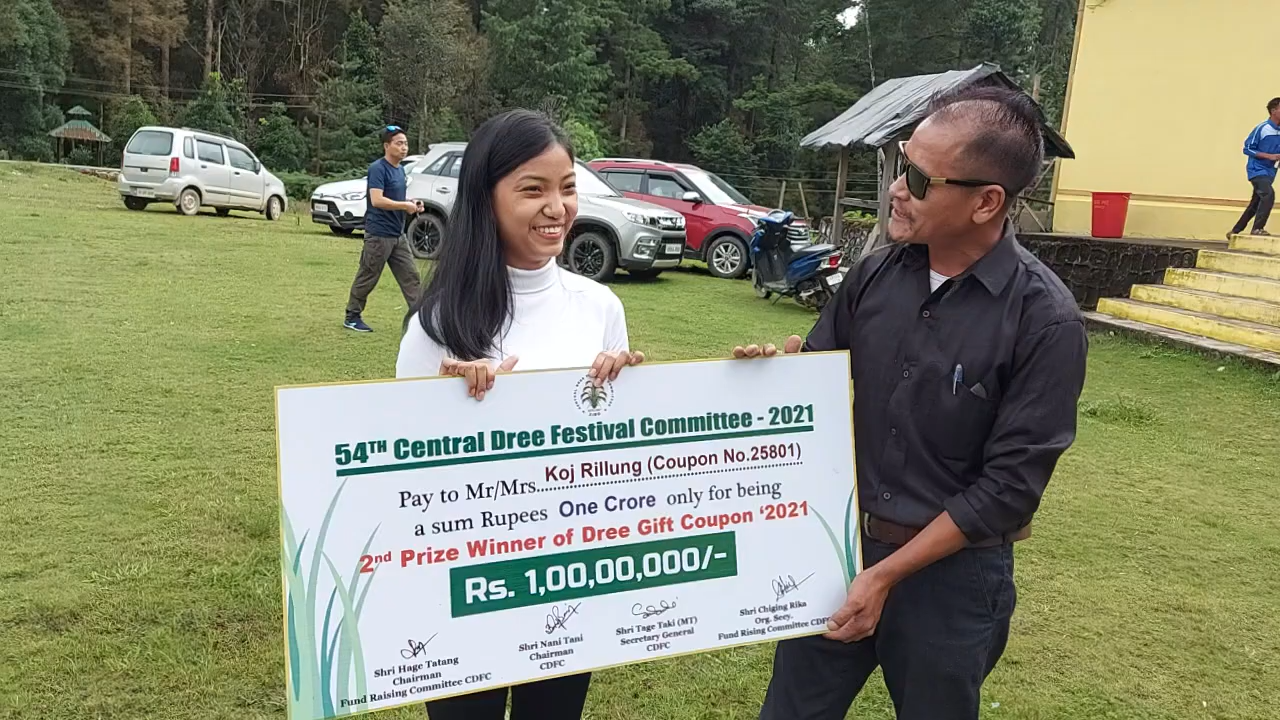 54TH Central Dree Festival Committee - 2021
Pay to Mr/Mrs..Koj Rillung (Coupon No.25801)
a sum Rupees One Crore only for being
2nd Prize Winner of Dree Gift Coupon ‘2021
Rs. 1,00,00,000/-
Shri Hage Tatang
Chairman
Fund Raising Committee CDFC
Shri Nani Tani
Chairman
CDFC
Shri Tage Taki (MT)
Secretary General
CDFC
Shri Chiging Rika
Org. Secy.
Fund Rising Committee CDFC